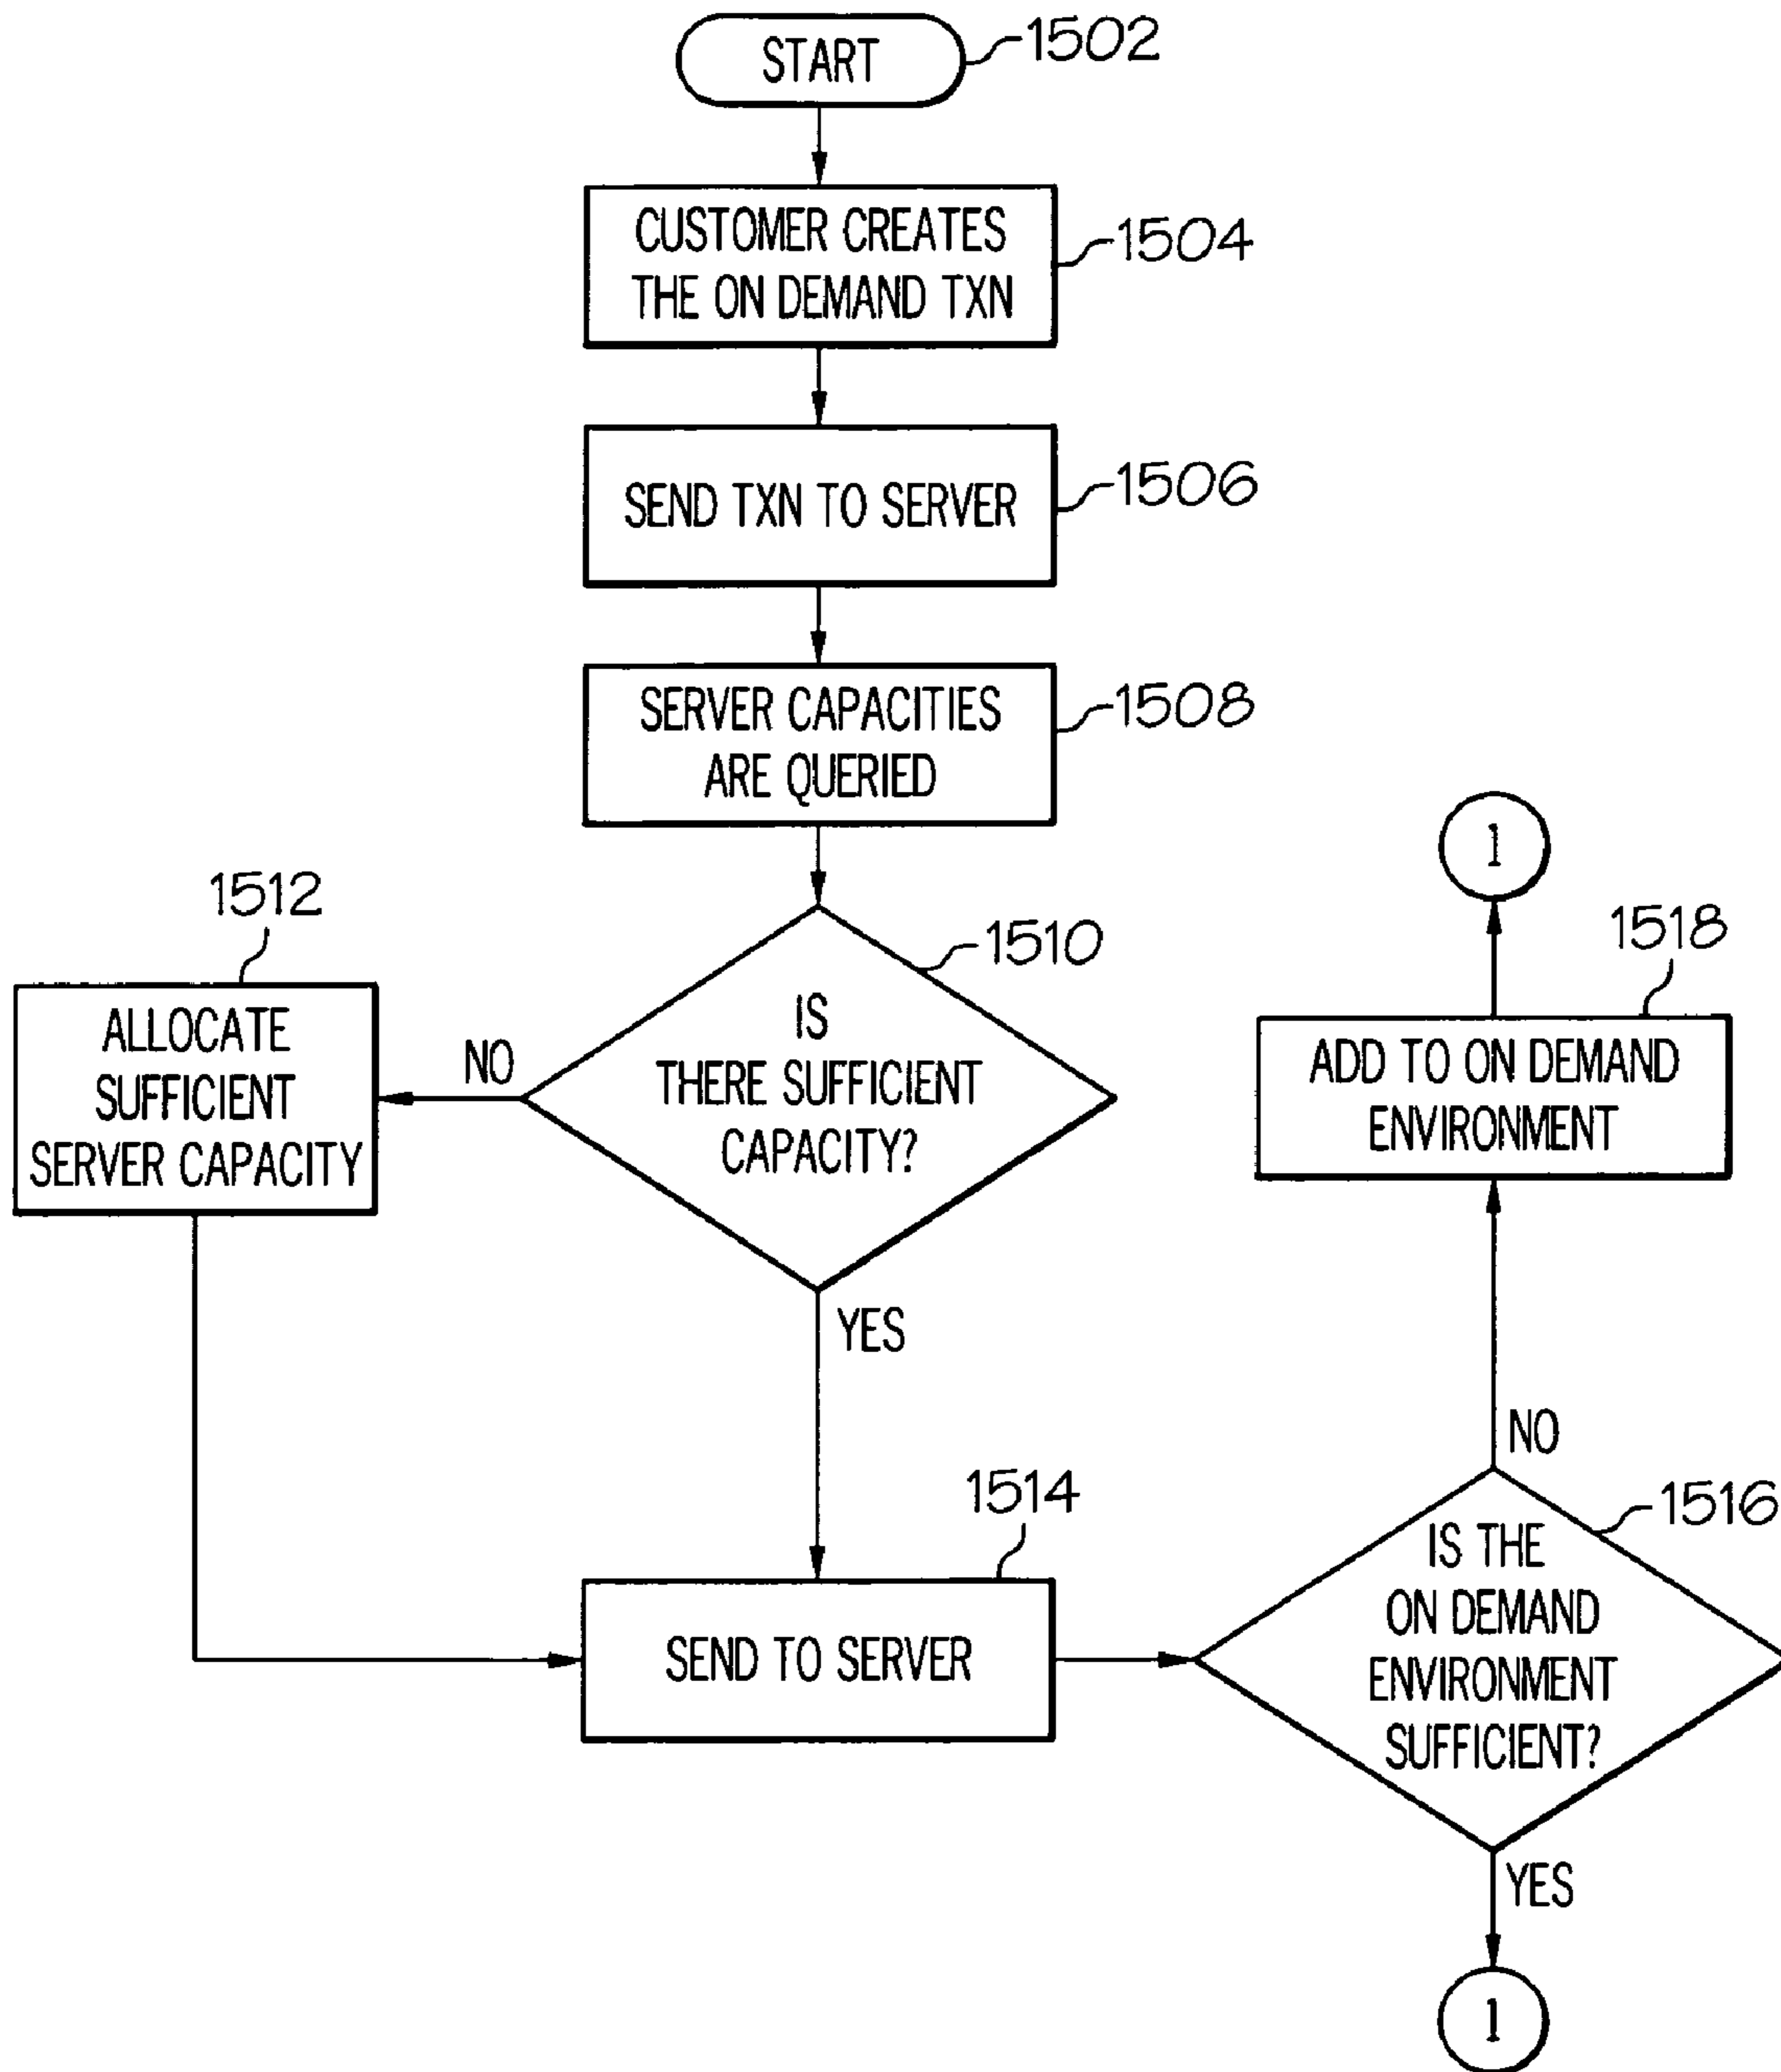 START
1502
CUSTOMER CREATES
THE ON DEMAND TXN
1504
SEND TXN TO SERVER
1506
SERVER CAPACITIES
ARE QUERIED
1508
IS
THERE SUFFICIENT
CAPACITY?
1510
NO
YES
1512
ALLOCATE
SUFFICIENT
SERVER CAPACITY
1514
SEND TO SERVER
1516
IS THE
ON DEMAND
ENVIRONMENT
SUFFICIENT?
NO
YES
1518
ADD TO ON DEMAND
ENVIRONMENT
1
1